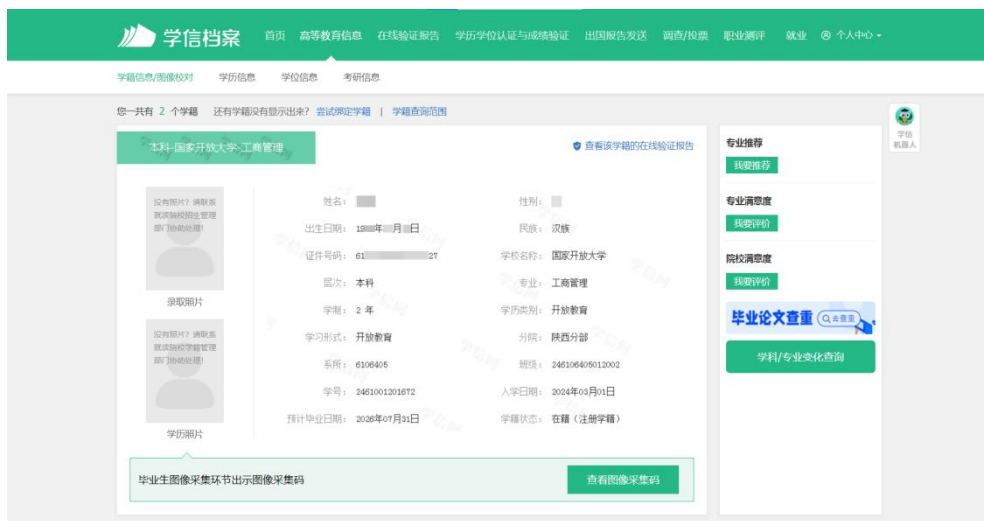 学信档案 首页 高等教育信息 在线验证报告 学历学位认证与成绩验证 出国报告发送 调查/投票 职业测评 就业 个人中心
学籍信息/图像校对 学历信息 学位信息 考研信息
您一共有 2 个学籍 还有学籍没有显示出来? 尝试绑定学籍 | 学籍查询范围
本科-国家开放大学-工商管理
查看该学籍的在线验证报告
没有照片? 请联系
就读院校招生管理
部门协助处理!
录取照片
没有照片? 请联系
就读院校学籍管理
部门协助处理!
学历照片
姓名: 性别:
出生日期: 19 年 月 日 民族: 汉族
证件号码: 61 27 学校名称: 国家开放大学
层次: 本科 专业: 工商管理
学制: 2 年 学历类别: 开放教育
学习形式: 开放教育 分院: 陕西分部
系所: 6106405 班级: 246106405012002
学号: 2461001201672 入学日期: 2024年03月01日
预计毕业日期: 2026年07月31日 学籍状态: 在籍(注册学籍)
毕业生图像采集环节出示图像采集码 查看图像采集码
专业推荐
我要推荐
专业满意度
我要评价
院校满意度
我要评价
毕业论文查重 去查重
学科/专业变化查询
学信
机器人
学信网